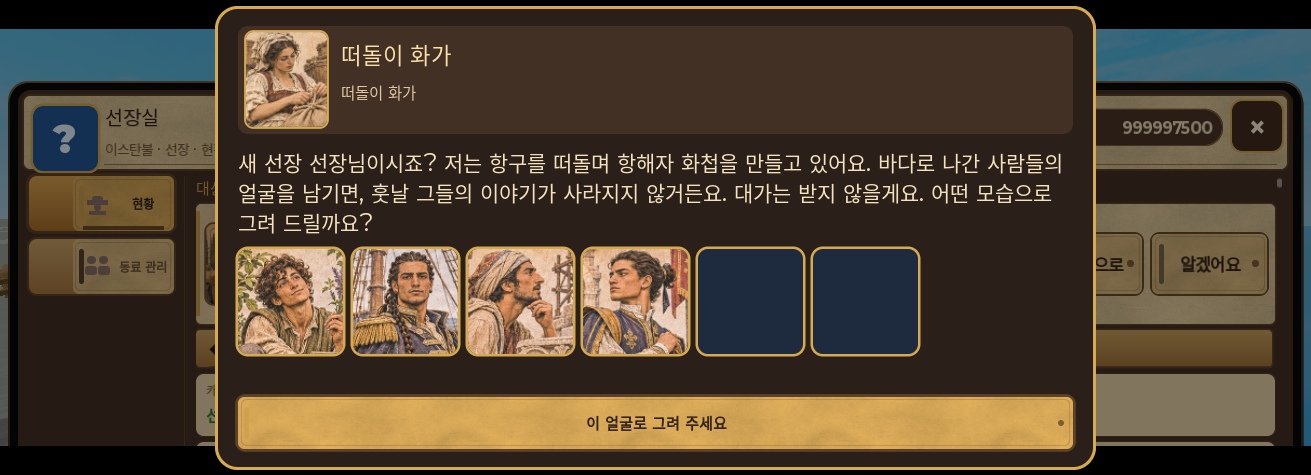 떠돌이 화가
떠돌이 화가
새 선장 선장님이시죠? 저는 항구를 떠돌며 항해자 화첩을 만들고 있어요. 바다로 나간 사람들의
얼굴을 남기면, 훗날 그들의 이야기가 사라지지 않거든요. 대가는 받지 않을게요. 어떤 모습으로
그려 드릴까요?
이 얼굴로 그려 주세요
?
선장실
이스탄불 · 선장 · 현
999997500
×
현황
동료 관리
으로
알겠어요